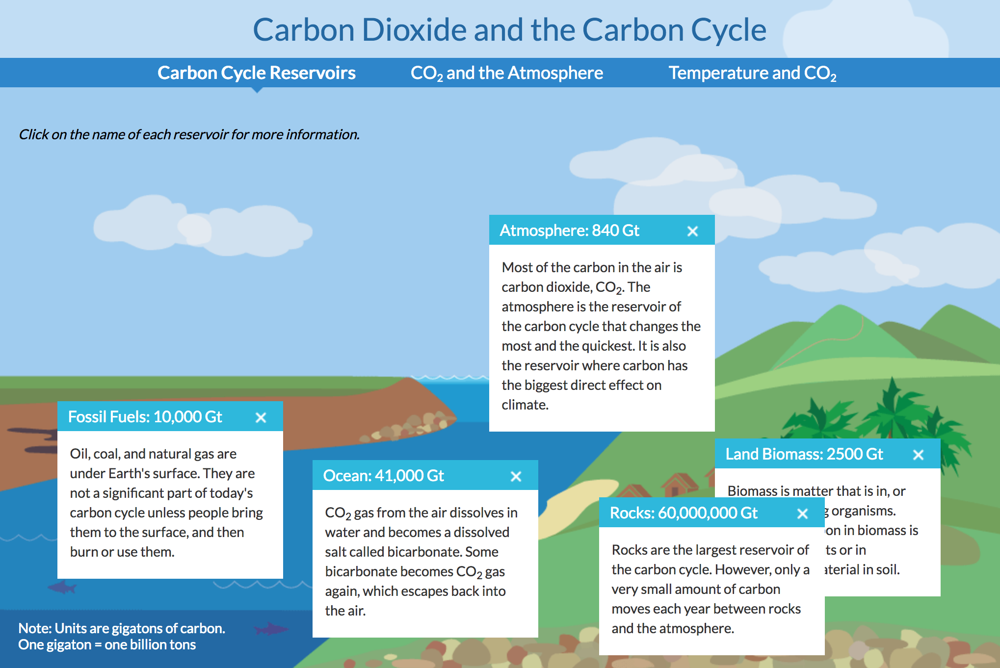 Carbon Dioxide and the Carbon Cycle
Carbon Cycle Reservoirs
CO₂ and the Atmosphere
Temperature and CO₂
Click on the name of each reservoir for more information.
Atmosphere: 840 Gt
Most of the carbon in the air is
carbon dioxide, CO₂. The
atmosphere is the reservoir of
the carbon cycle that changes the
most and the quickest. It is also
the reservoir where carbon has
the biggest direct effect on
climate.
Fossil Fuels: 10,000 Gt
Oil, coal, and natural gas are
under Earth's surface. They are
not a significant part of today's
carbon cycle unless people bring
them to the surface, and then
burn or use them.
Ocean: 41,000 Gt
CO₂ gas from the air dissolves in
water and becomes a dissolved
salt called bicarbonate. Some
bicarbonate becomes CO₂ gas
again, which escapes back into
the air.
Land Biomass: 2500 Gt
Biomass is matter that is in, or
organisms.
in biomass is
or in
in soil.
Rocks: 60,000,000 Gt
Rocks are the largest reservoir of
the carbon cycle. However, only a
very small amount of carbon
moves each year between rocks
and the atmosphere.
Note: Units are gigatons of carbon.
One gigaton = one billion tons